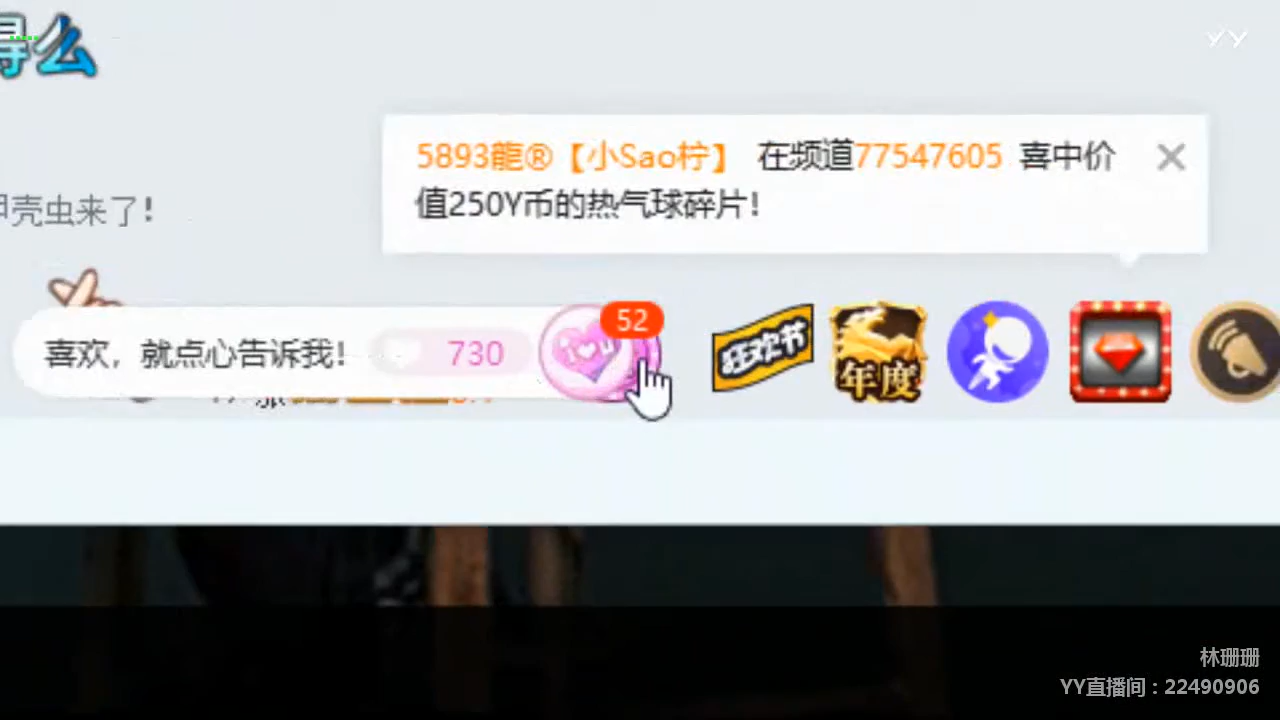 得么
YY
5893龍®【小Sao柠】 在频道77547605 喜中价
值250Y币的热气球碎片!
甲壳虫来了!
52
喜欢，就点心告诉我!
730
i♥U
狂欢节
年度
林珊珊
YY直播间：22490906